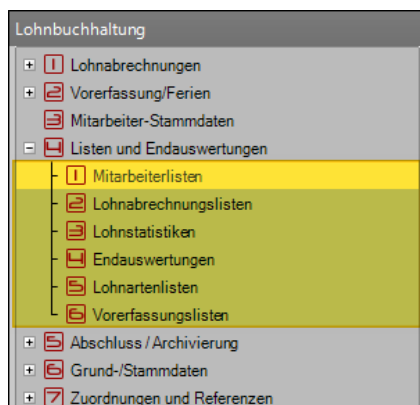 Lohnbuchhaltung
1 Lohnabrechnungen
2 Vorerfassung/Ferien
3 Mitarbeiter-Stammdaten
4 Listen und Endauswertungen
1 Mitarbeiterlisten
2 Lohnabrechnungslisten
3 Lohnstatistiken
4 Endauswertungen
5 Lohnartenlisten
6 Vorerfassungslisten
5 Abschluss / Archivierung
6 Grund-/Stammdaten
7 Zuordnungen und Referenzen